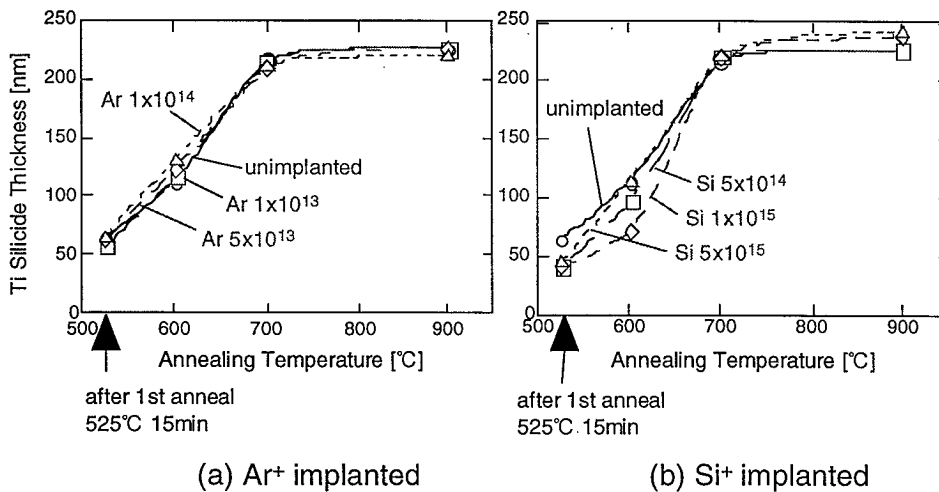 Ti Silicide Thickness [nm]
250
200
150
100
50
0
500 600 700 800 900
Ar 1x10¹⁴
unimplanted
Ar 1x10¹³
Ar 5x10¹³
Annealing Temperature [°C]
after 1st anneal
525°C 15min
(a) Ar⁺ implanted
250
200
150
100
50
0
500 600 700 800 900
unimplanted
Si 5x10¹⁴
Si 1x10¹⁵
Si 5x10¹⁵
Annealing Temperature [°C]
after 1st anneal
525°C 15min
(b) Si⁺ implanted